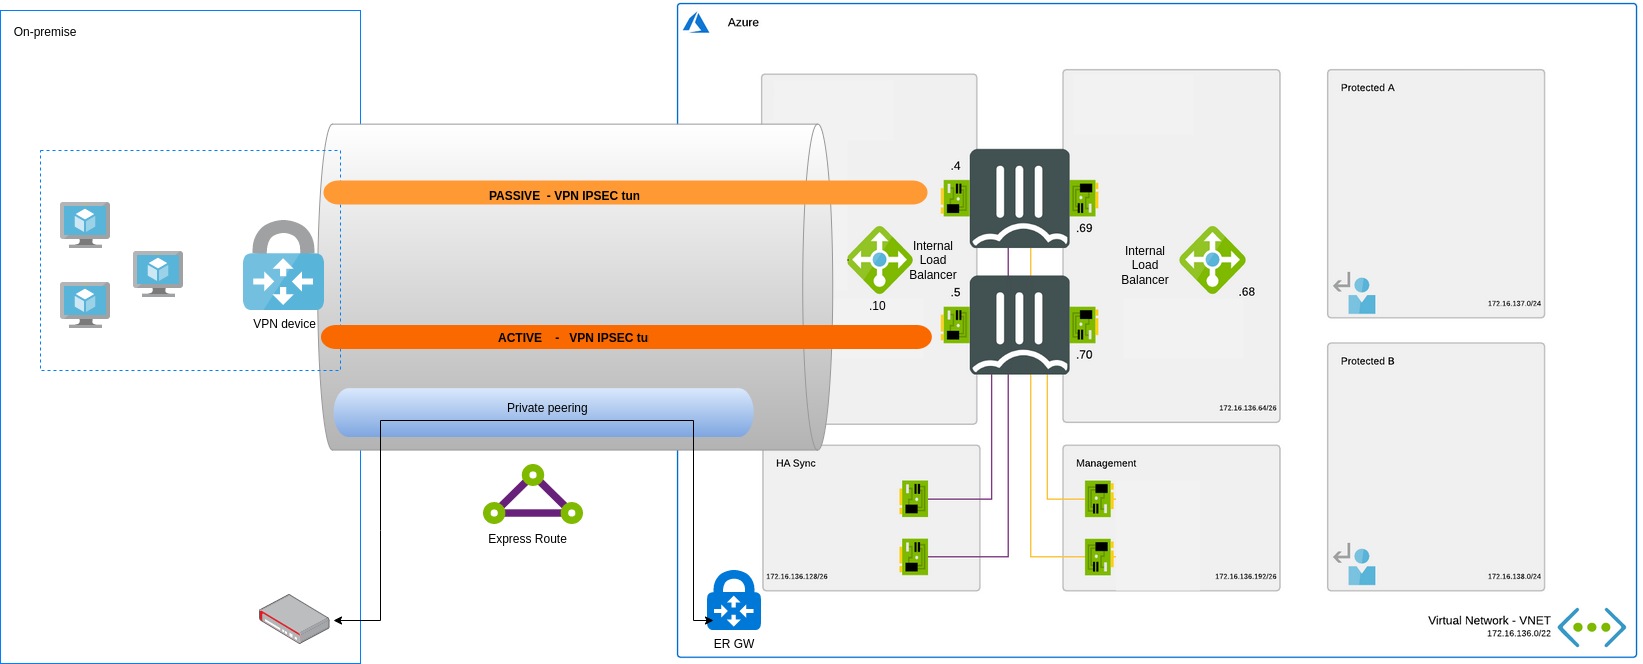 On-premise
Azure
Protected A
.4
PASSIVE - VPN IPSEC tun
.69
Internal
Load
Balancer
.10
Internal
Load
Balancer
.68
.5
172.16.137.0/24
VPN device
ACTIVE - VPN IPSEC tu
.70
Protected B
Private peering
172.16.136.64/26
HA Sync
Management
Express Route
172.16.136.128/26
172.16.136.192/26
172.16.138.0/24
Virtual Network - VNET
172.16.136.0/22
ER GW